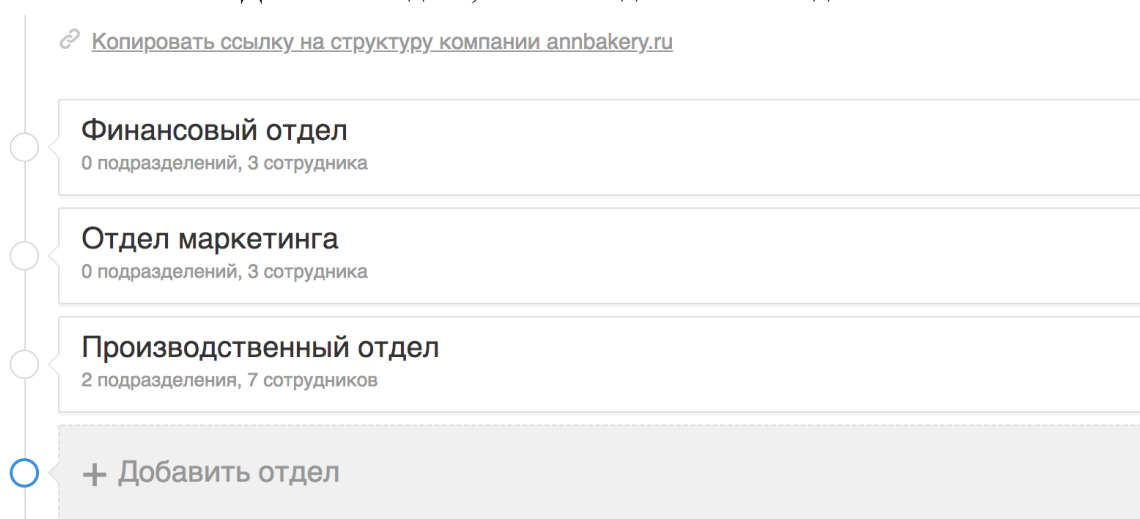 Копировать ссылку на структуру компании annbakery.ru
Финансовый отдел
0 подразделений, 3 сотрудника
Отдел маркетинга
0 подразделений, 3 сотрудника
Производственный отдел
2 подразделения, 7 сотрудников
+ Добавить отдел